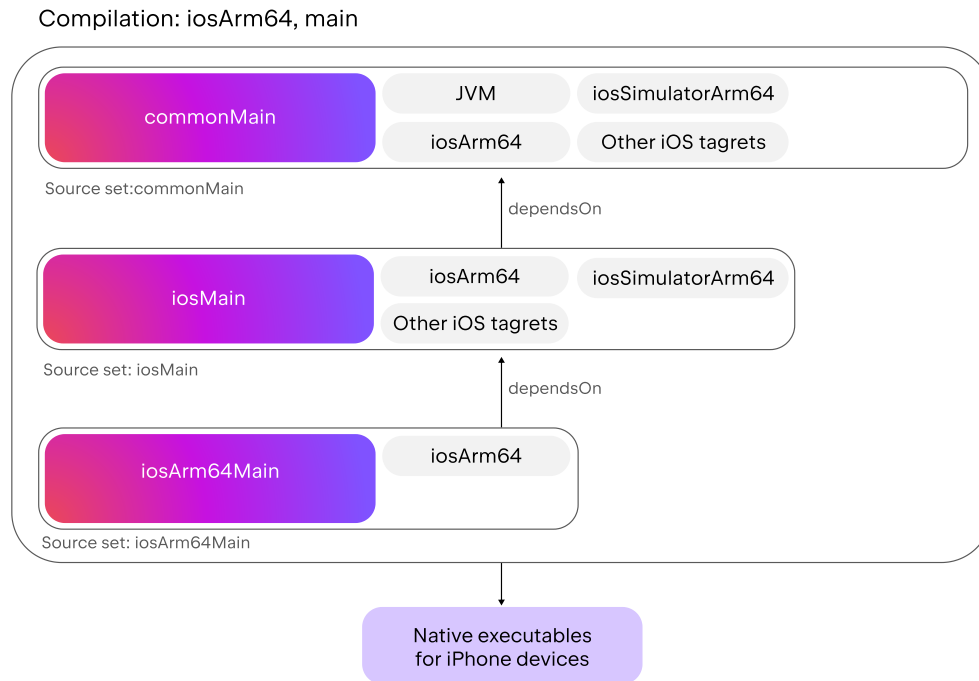 Compilation: iosArm64, main
commonMain
JVM
iosSimulatorArm64
iosArm64
Other iOS tagrets
Source set:commonMain
dependsOn
iosMain
iosArm64
iosSimulatorArm64
Other iOS tagrets
Source set: iosMain
dependsOn
iosArm64Main
iosArm64
Source set: iosArm64Main
Native executables
for iPhone devices